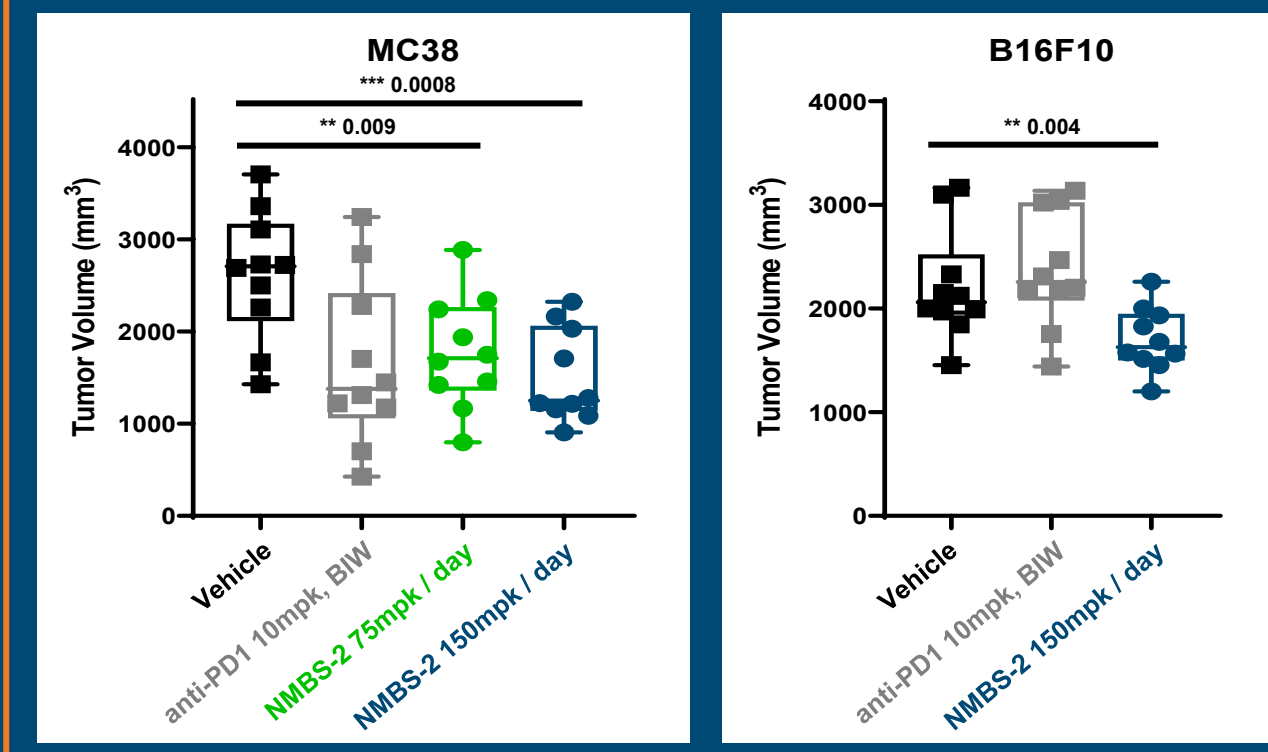 MC38
*** 0.0008
** 0.009
Tumor Volume (mm³)
4000
3000
2000
1000
0
Vehicle
anti-PD1 10mpk, BIW
NMBS-2 75mpk / day
NMBS-2 150mpk / day
B16F10
** 0.004
Tumor Volume (mm³)
4000
3000
2000
1000
0
Vehicle
anti-PD1 10mpk, BIW
NMBS-2 150mpk / day